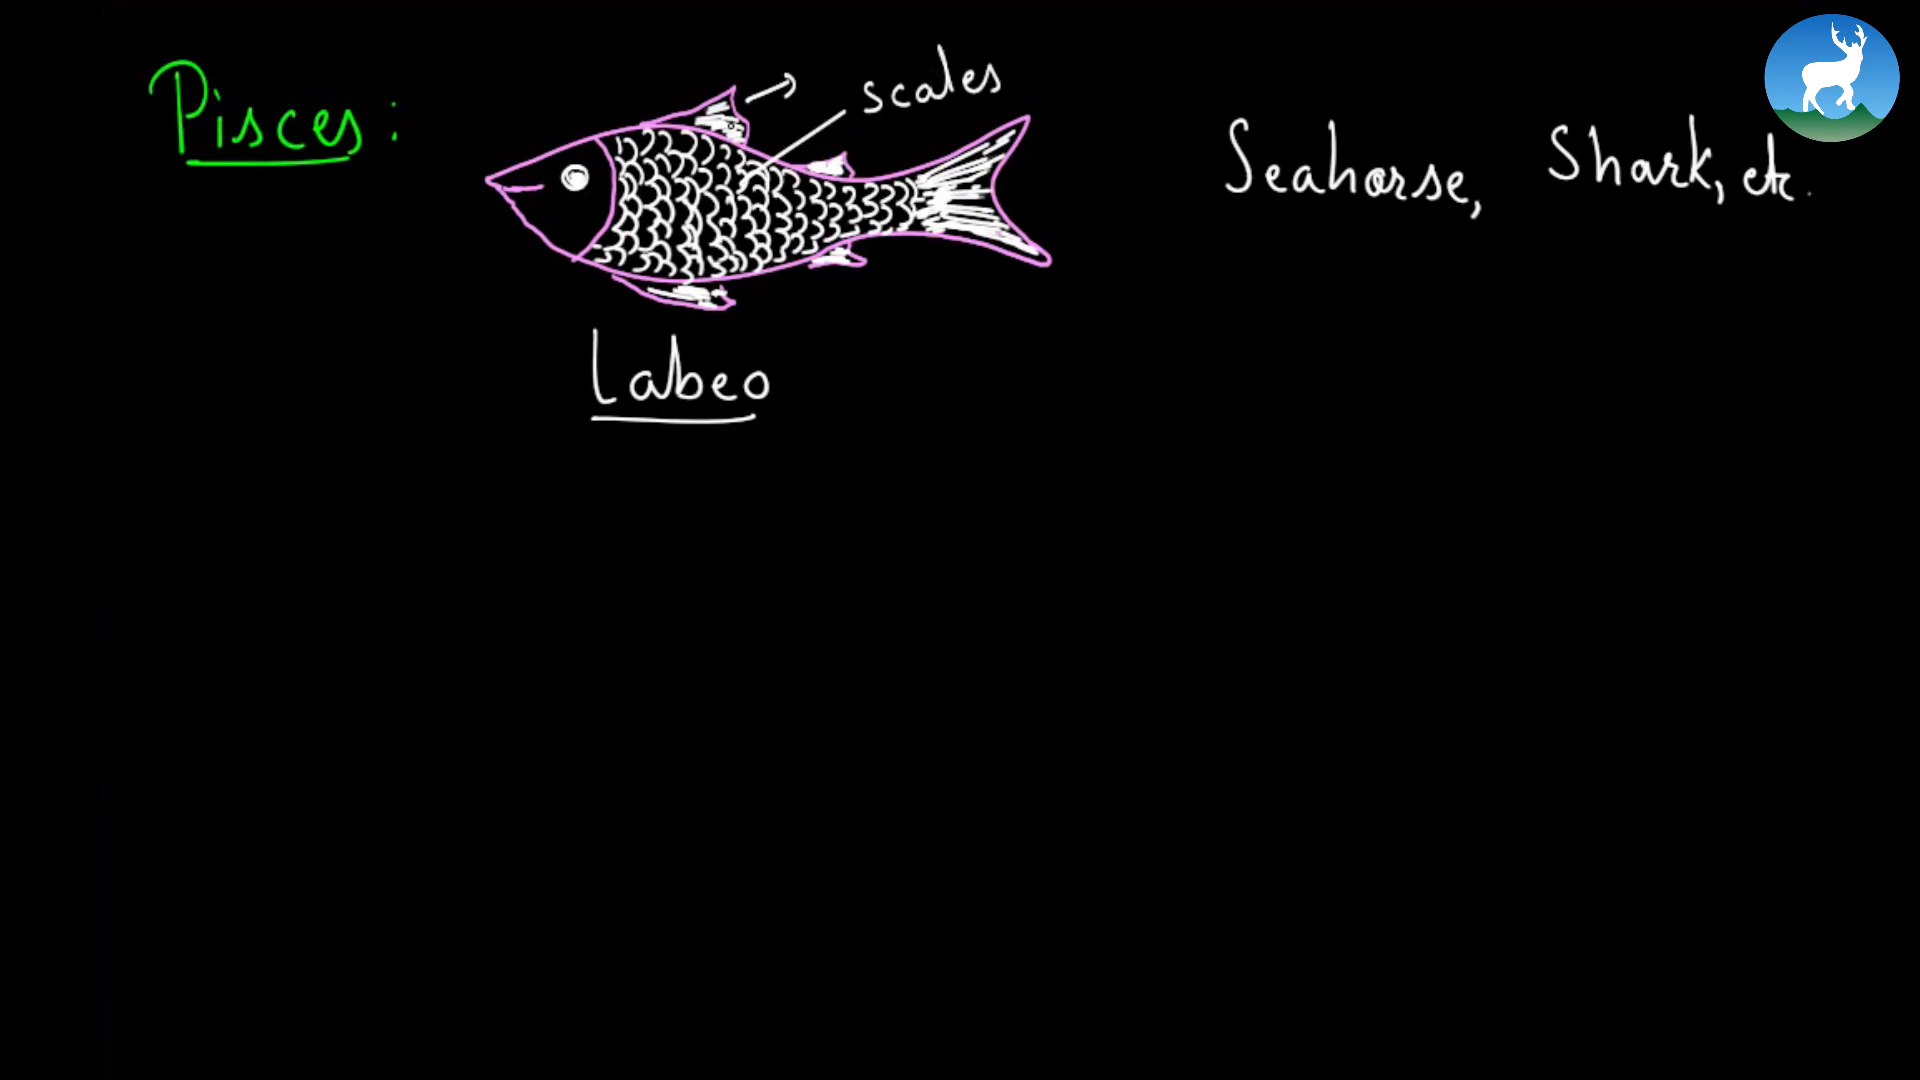 Pisces:
scales
Seahorse, Shark, etc.
Labeo